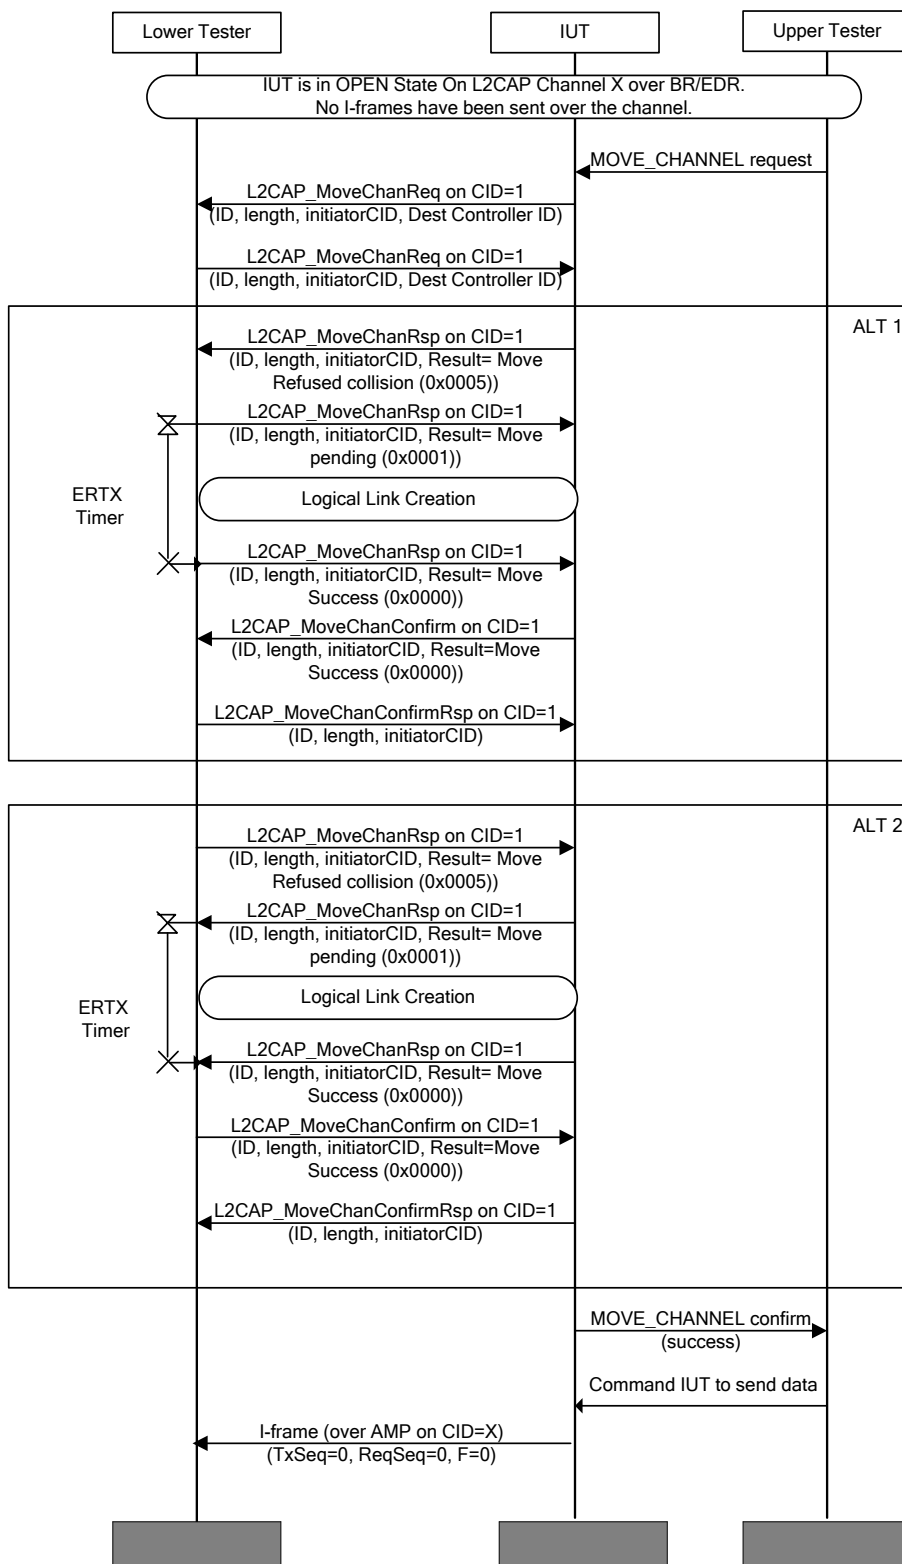 Lower Tester
IUT
Upper Tester
IUT is in OPEN State On L2CAP Channel X over BR/EDR.
No I-frames have been sent over the channel.
MOVE_CHANNEL request
L2CAP_MoveChanReq on CID=1
(ID, length, initiatorCID, Dest Controller ID)
L2CAP_MoveChanReq on CID=1
(ID, length, initiatorCID, Dest Controller ID)
ALT 1
L2CAP_MoveChanRsp on CID=1
(ID, length, initiatorCID, Result= Move
Refused collision (0x0005))
L2CAP_MoveChanRsp on CID=1
(ID, length, initiatorCID, Result= Move
pending (0x0001))
ERTX
Timer
Logical Link Creation
L2CAP_MoveChanRsp on CID=1
(ID, length, initiatorCID, Result= Move
Success (0x0000))
L2CAP_MoveChanConfirm on CID=1
(ID, length, initiatorCID, Result=Move
Success (0x0000))
L2CAP_MoveChanConfirmRsp on CID=1
(ID, length, initiatorCID)
ALT 2
L2CAP_MoveChanRsp on CID=1
(ID, length, initiatorCID, Result= Move
Refused collision (0x0005))
L2CAP_MoveChanRsp on CID=1
(ID, length, initiatorCID, Result= Move
pending (0x0001))
ERTX
Timer
Logical Link Creation
L2CAP_MoveChanRsp on CID=1
(ID, length, initiatorCID, Result= Move
Success (0x0000))
L2CAP_MoveChanConfirm on CID=1
(ID, length, initiatorCID, Result=Move
Success (0x0000))
L2CAP_MoveChanConfirmRsp on CID=1
(ID, length, initiatorCID)
MOVE_CHANNEL confirm
(success)
Command IUT to send data
I-frame (over AMP on CID=X)
(TxSeq=0, ReqSeq=0, F=0)